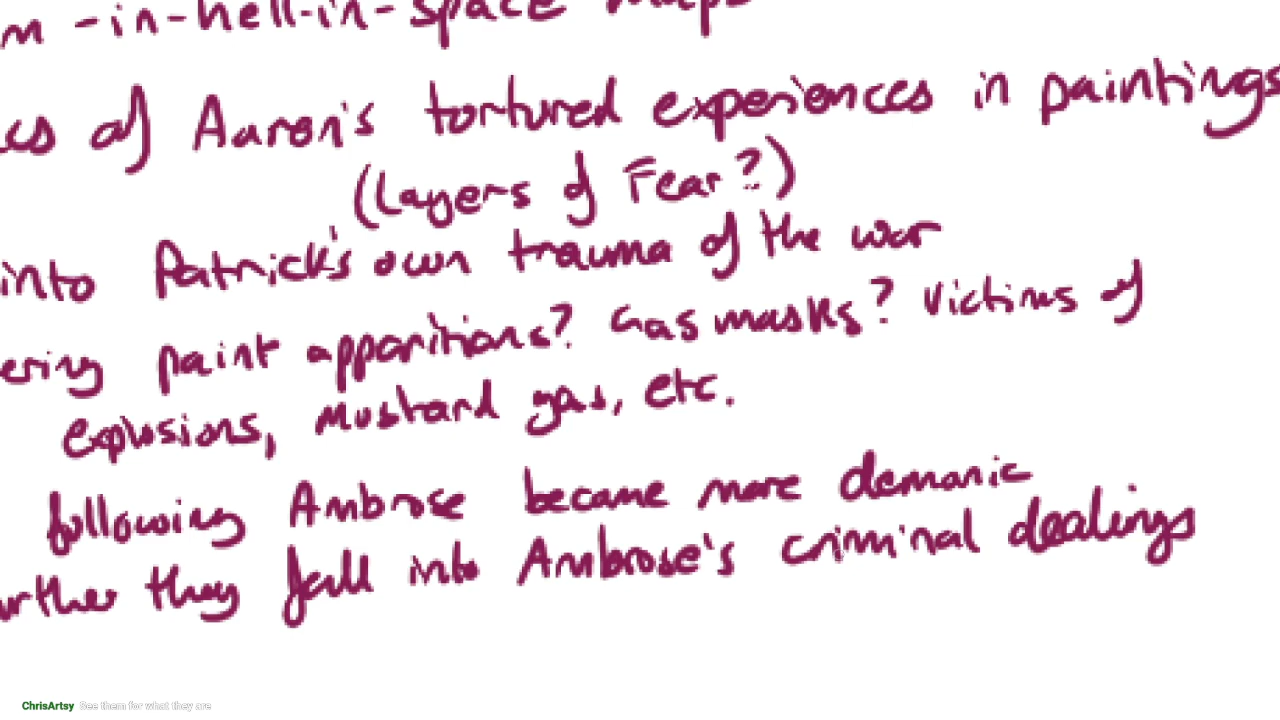 m-in-hell-in-space maps
es of Aaron's tortured experiences in paintings
(Layers of Fear?)
into Patrick's own trauma of the war
ering paint apparitions? Gas masks? Victims of
explosions, mustard gas, etc.
following Ambrose became more demonic
urther they fall into Ambrose's criminal dealings
ChrisArtsy See them for what they are